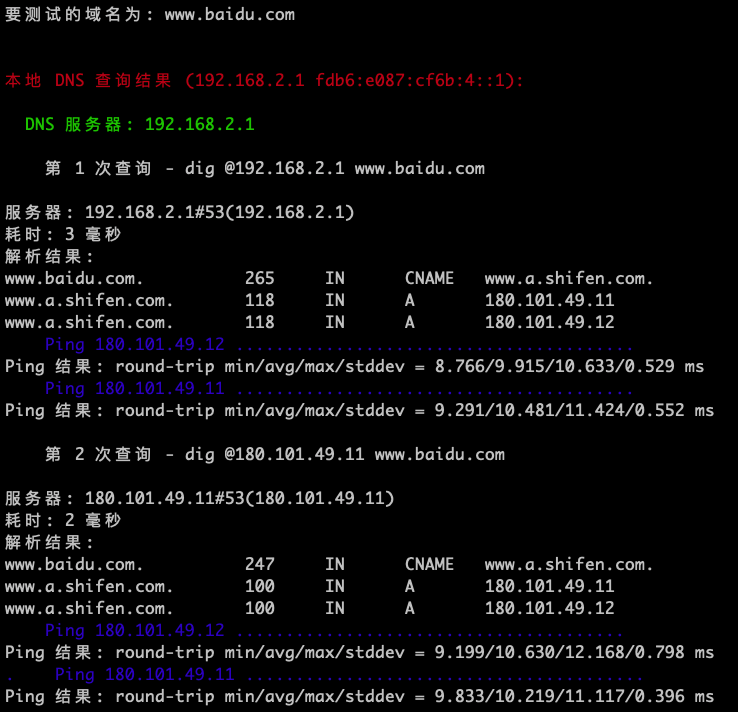 要测试的域名为: www.baidu.com
本地 DNS 查询结果 (192.168.2.1 fdb6:e087:cf6b:4::1):
DNS 服务器: 192.168.2.1
第 1 次查询 - dig @192.168.2.1 www.baidu.com
服务器: 192.168.2.1#53(192.168.2.1)
耗时: 3 毫秒
解析结果:
www.baidu.com. 265 IN CNAME www.a.shifen.com.
www.a.shifen.com. 118 IN A 180.101.49.11
www.a.shifen.com. 118 IN A 180.101.49.12
Ping 180.101.49.12 ........................................
Ping 结果: round-trip min/avg/max/stddev = 8.766/9.915/10.633/0.529 ms
Ping 180.101.49.11 ........................................
Ping 结果: round-trip min/avg/max/stddev = 9.291/10.481/11.424/0.552 ms
第 2 次查询 - dig @180.101.49.11 www.baidu.com
服务器: 180.101.49.11#53(180.101.49.11)
耗时: 2 毫秒
解析结果:
www.baidu.com. 247 IN CNAME www.a.shifen.com.
www.a.shifen.com. 100 IN A 180.101.49.11
www.a.shifen.com. 100 IN A 180.101.49.12
Ping 180.101.49.12 .......................................
Ping 结果: round-trip min/avg/max/stddev = 9.199/10.630/12.168/0.798 ms
. Ping 180.101.49.11 ........................................
Ping 结果: round-trip min/avg/max/stddev = 9.833/10.219/11.117/0.396 ms